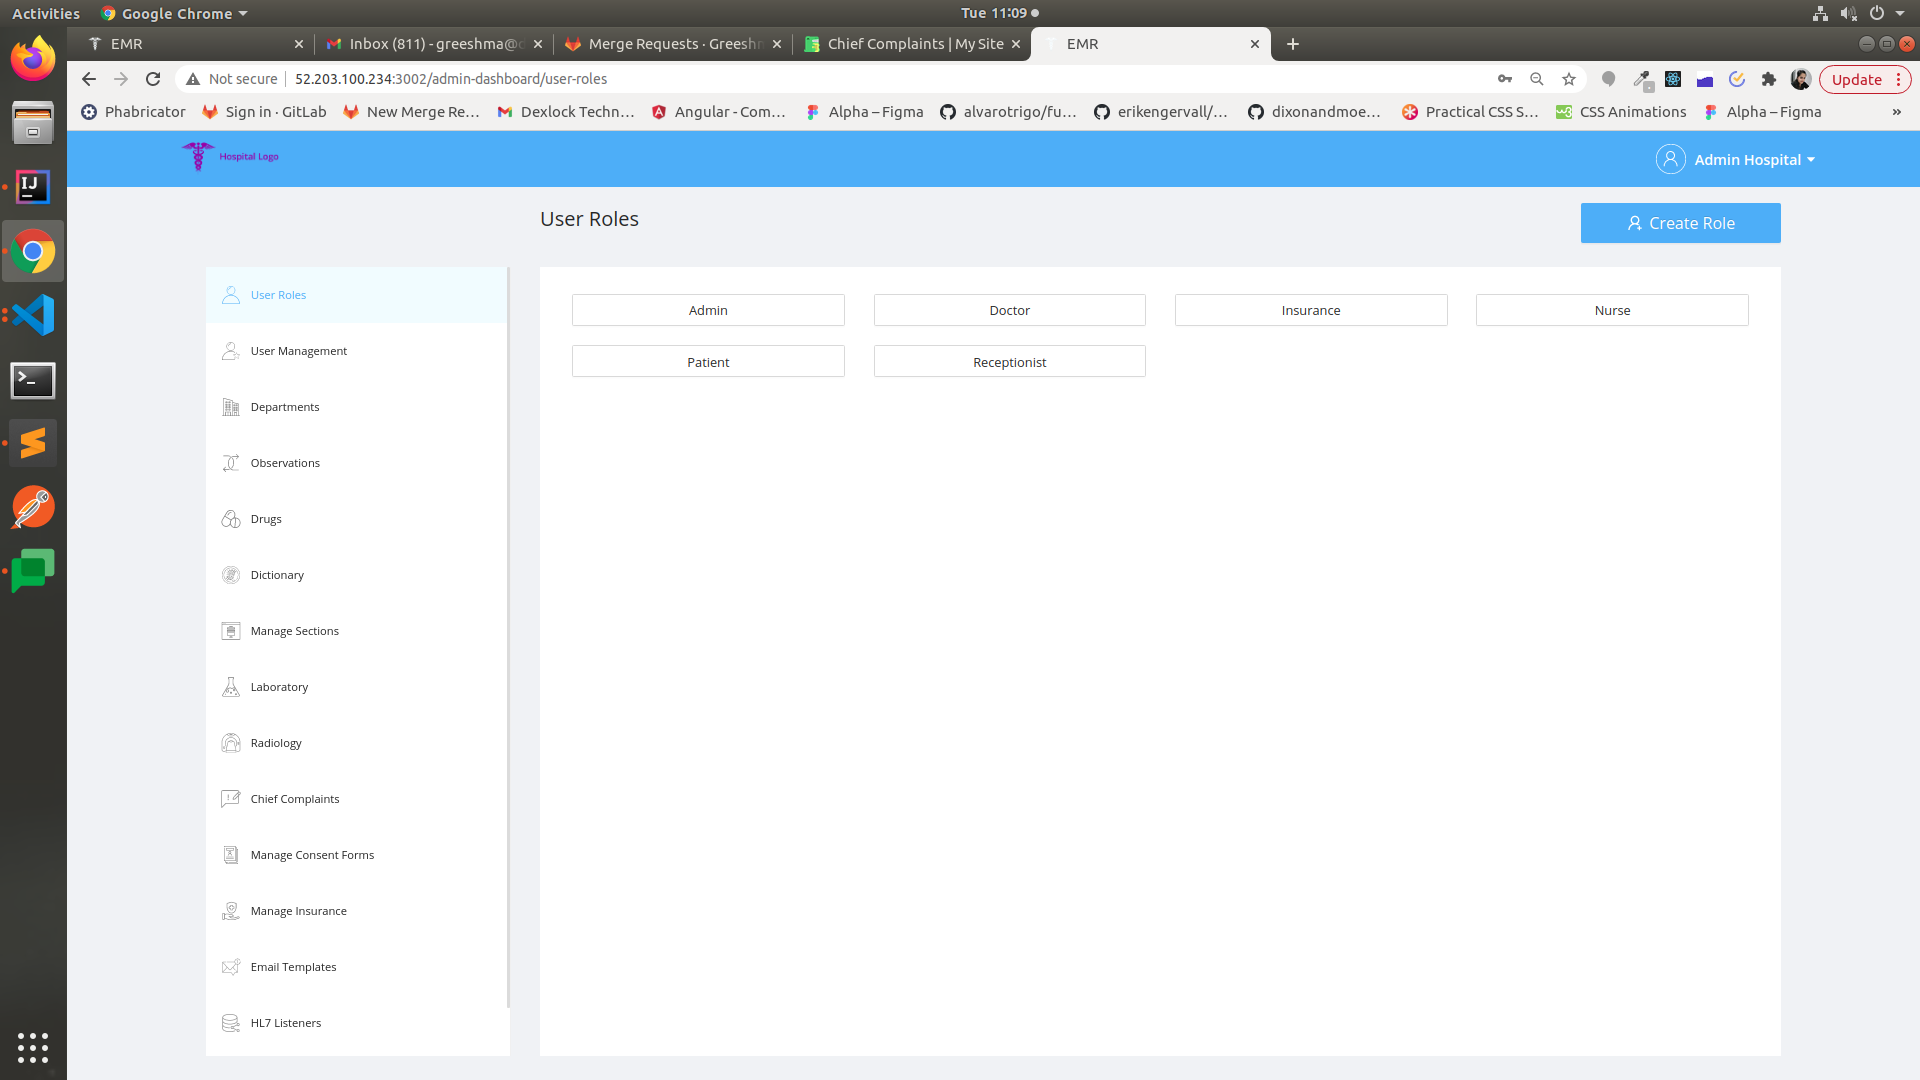 Activities
Google Chrome
Tue 11:09
EMR
Inbox (811) - greeshma@
Merge Requests · Greeshm
Chief Complaints | My Site
EMR
Not secure
52.203.100.234:3002/admin-dashboard/user-roles
Update
Phabricator
Sign in · GitLab
New Merge Re...
Dexlock Techn...
Angular - Com...
Alpha – Figma
alvarotrigo/fu...
erikengervall/...
dixonandmoe...
Practical CSS S...
CSS Animations
Alpha – Figma
»
Hospital Logo
Admin Hospital
User Roles
Create Role
User Roles
User Management
Departments
Observations
Drugs
Dictionary
Manage Sections
Laboratory
Radiology
Chief Complaints
Manage Consent Forms
Manage Insurance
Email Templates
HL7 Listeners
Admin
Doctor
Insurance
Nurse
Patient
Receptionist